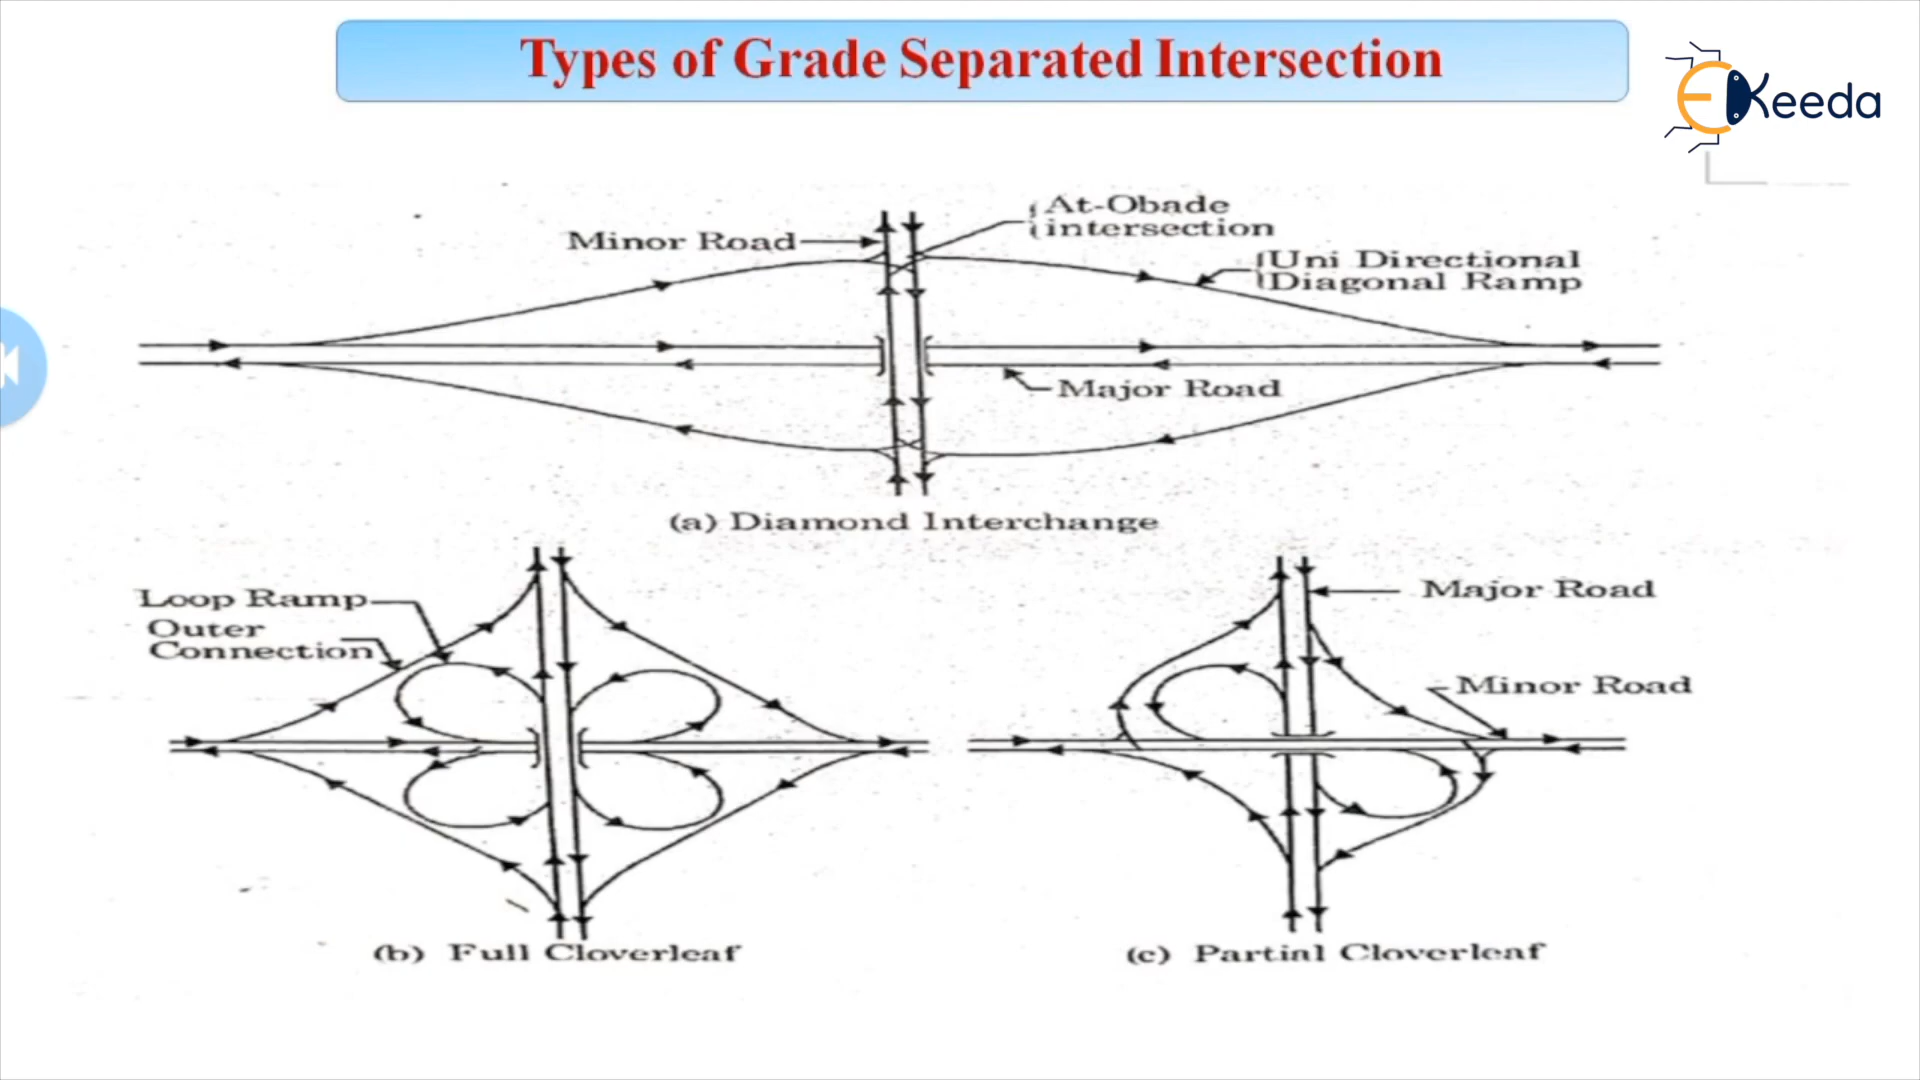 Types of Grade Separated Intersection
EKeeda
Minor Road
At-Obade
intersection
Uni Directional
Diagonal Ramp
Major Road
(a) Diamond Interchange
Loop Ramp
Outer
Connection
Major Road
Minor Road
(b) Full Cloverleaf
(c) Partial Cloverleaf